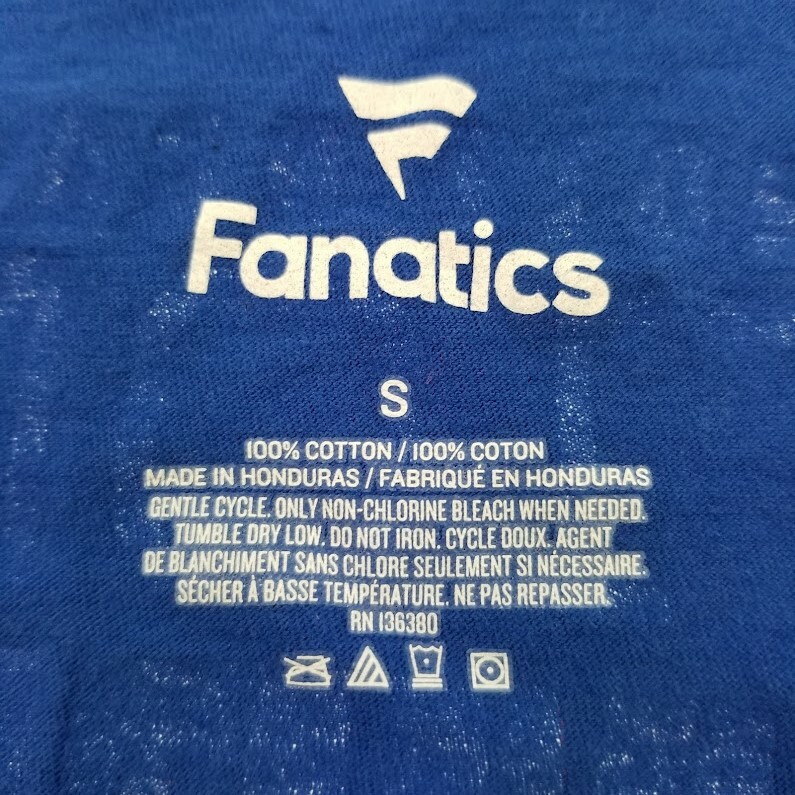 Fanatics
S
100% COTTON / 100% COTON
MADE IN HONDURAS / FABRIQUÉ EN HONDURAS
GENTLE CYCLE. ONLY NON-CHLORINE BLEACH WHEN NEEDED.
TUMBLE DRY LOW. DO NOT IRON. CYCLE DOUX. AGENT
DE BLANCHIMENT SANS CHLORE SEULEMENT SI NÉCESSAIRE.
SÉCHER À BASSE TEMPÉRATURE. NE PAS REPASSER.
RN 136380